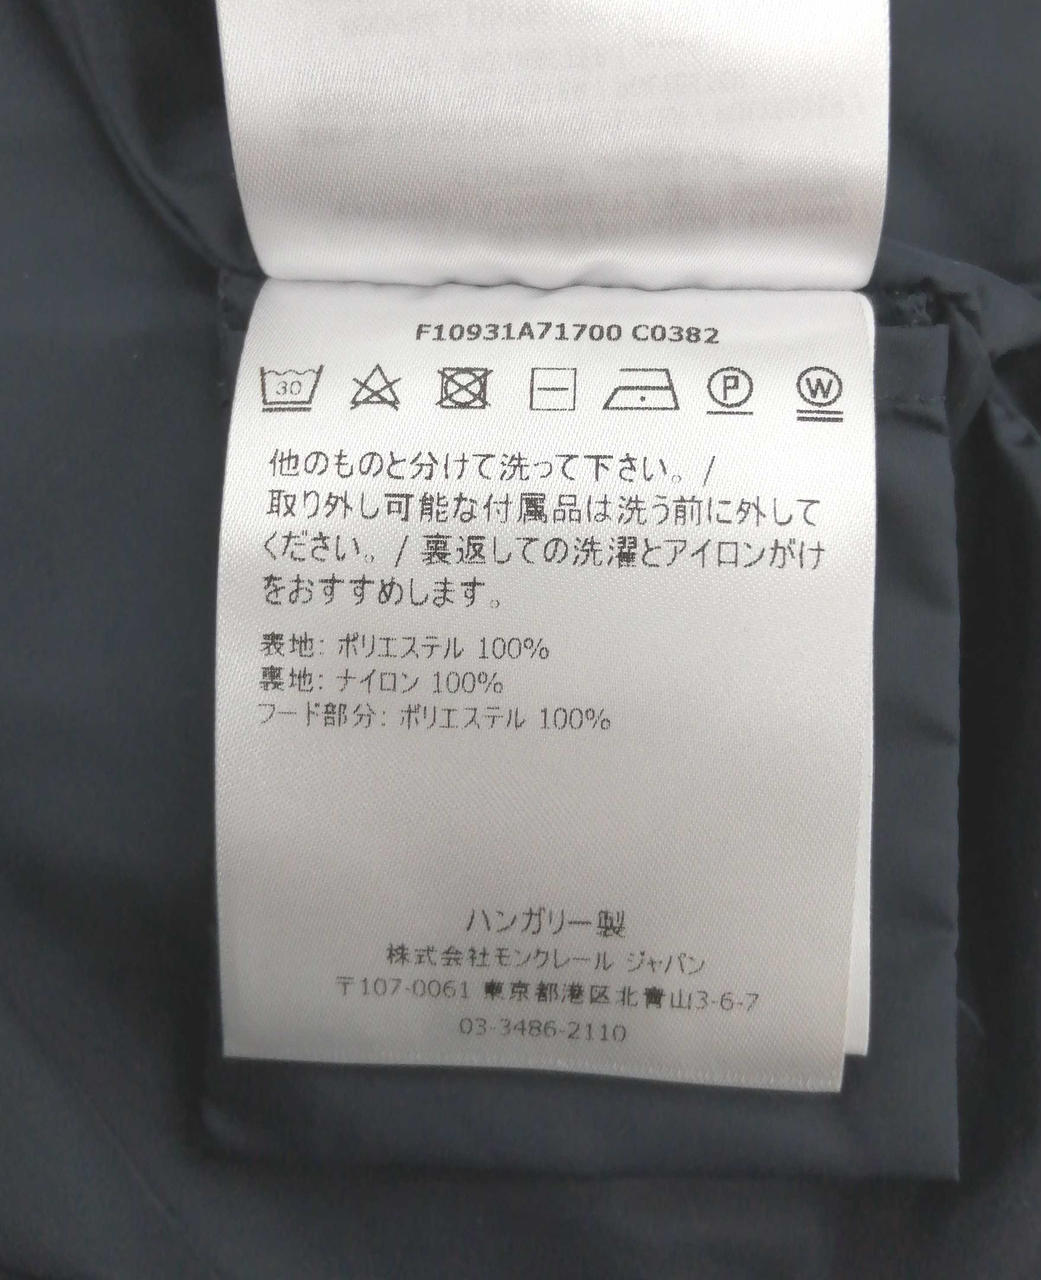 F10931A71700 C0382
30
P
W
他のものと分けて洗って下さい。/
取り外し可能な付属品は洗う前に外して
ください。/ 裏返しての洗濯とアイロンがけ
をおすすめします。
表地: ポリエステル 100%
裏地: ナイロン 100%
フード部分: ポリエステル 100%
ハンガリー製
株式会社モンクレール ジャパン
〒107-0061 東京都港区北青山3-6-7
03-3486-2110